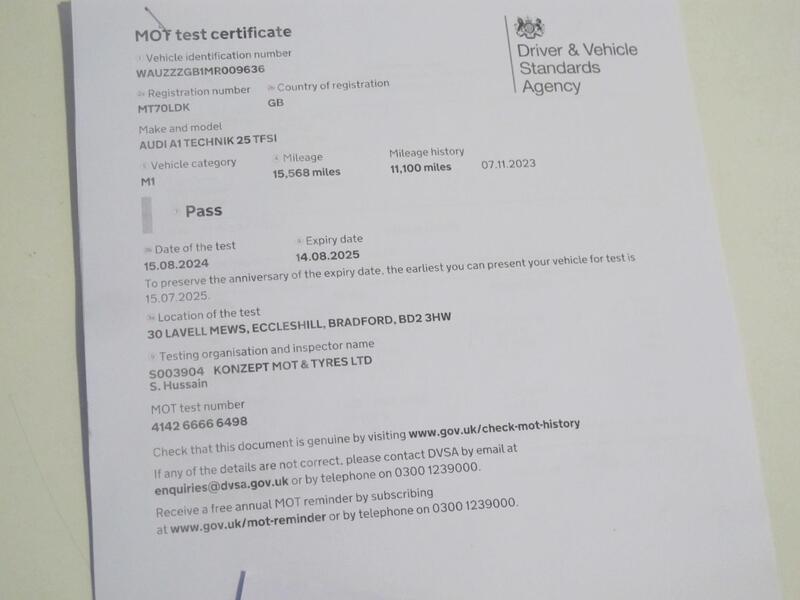 MOT test certificate
Driver & Vehicle
Standards
Agency
Vehicle identification number
WAUZZZGB1MR009636
Registration number Country of registration
MT70LDK GB
Make and model
AUDI A1 TECHNIK 25 TFSI
Vehicle category Mileage Mileage history
M1 15,568 miles 11,100 miles 07.11.2023
Pass
Date of the test Expiry date
15.08.2024 14.08.2025
To preserve the anniversary of the expiry date, the earliest you can present your vehicle for test is
15.07.2025.
Location of the test
30 LAVELL MEWS, ECCLESHILL, BRADFORD, BD2 3HW
Testing organisation and inspector name
S003904 KONZEPT MOT & TYRES LTD
S. Hussain
MOT test number
4142 6666 6498
Check that this document is genuine by visiting www.gov.uk/check-mot-history
If any of the details are not correct, please contact DVSA by email at
enquiries@dvsa.gov.uk or by telephone on 0300 1239000.
Receive a free annual MOT reminder by subscribing
at www.gov.uk/mot-reminder or by telephone on 0300 1239000.